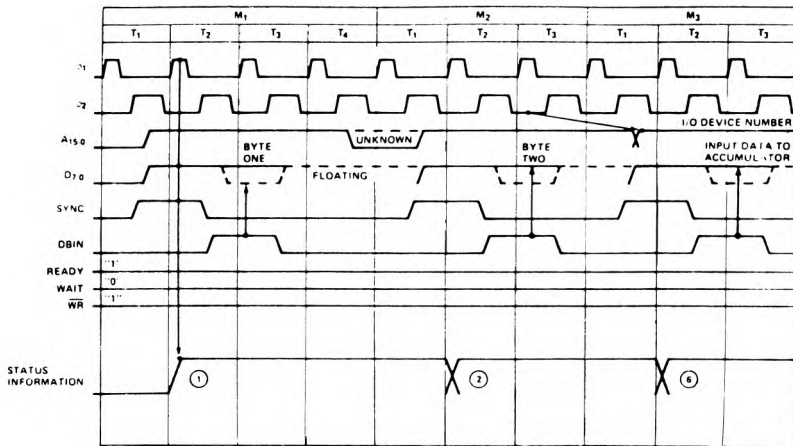 M1 M2 M3
T1 T2 T3 T4 T1 T2 T3 T1 T2 T3
A15-0
UNKNOWN
I/O DEVICE NUMBER
BYTE ONE
BYTE TWO
INPUT DATA TO
D7-0
FLOATING
SYNC
DBIN
READY "1"
WAIT "0"
WR "1"
STATUS
INFORMATION
1 2 6